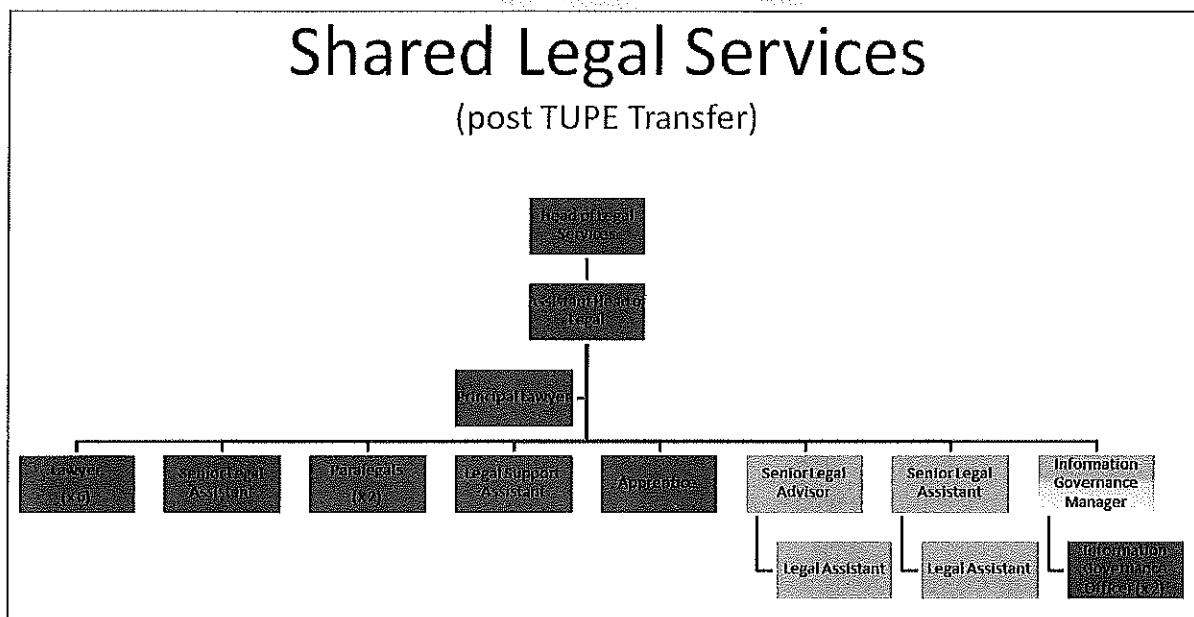 Shared Legal Services
(post TUPE Transfer)
Head of Legal
Services
Assistant Head of
Legal
Principal Lawyer
Lawyer
(x6)
Senior Legal
Assistant
Paralegals
(x2)
Legal Support
Assistant
Apprentice
Senior Legal
Advisor
Senior Legal
Assistant
Information
Governance
Manager
Legal Assistant
Legal Assistant
Information
Governance
Officer (x2)